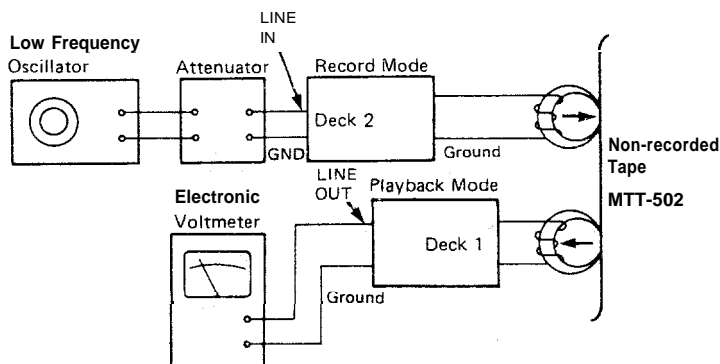 LINE
IN
Low Frequency
Oscillator
Attenuator
Record Mode
Deck 2
GND
Ground
Non-recorded
Tape
MTT-502
LINE
OUT
Playback Mode
Electronic
Voltmeter
Deck 1
Ground